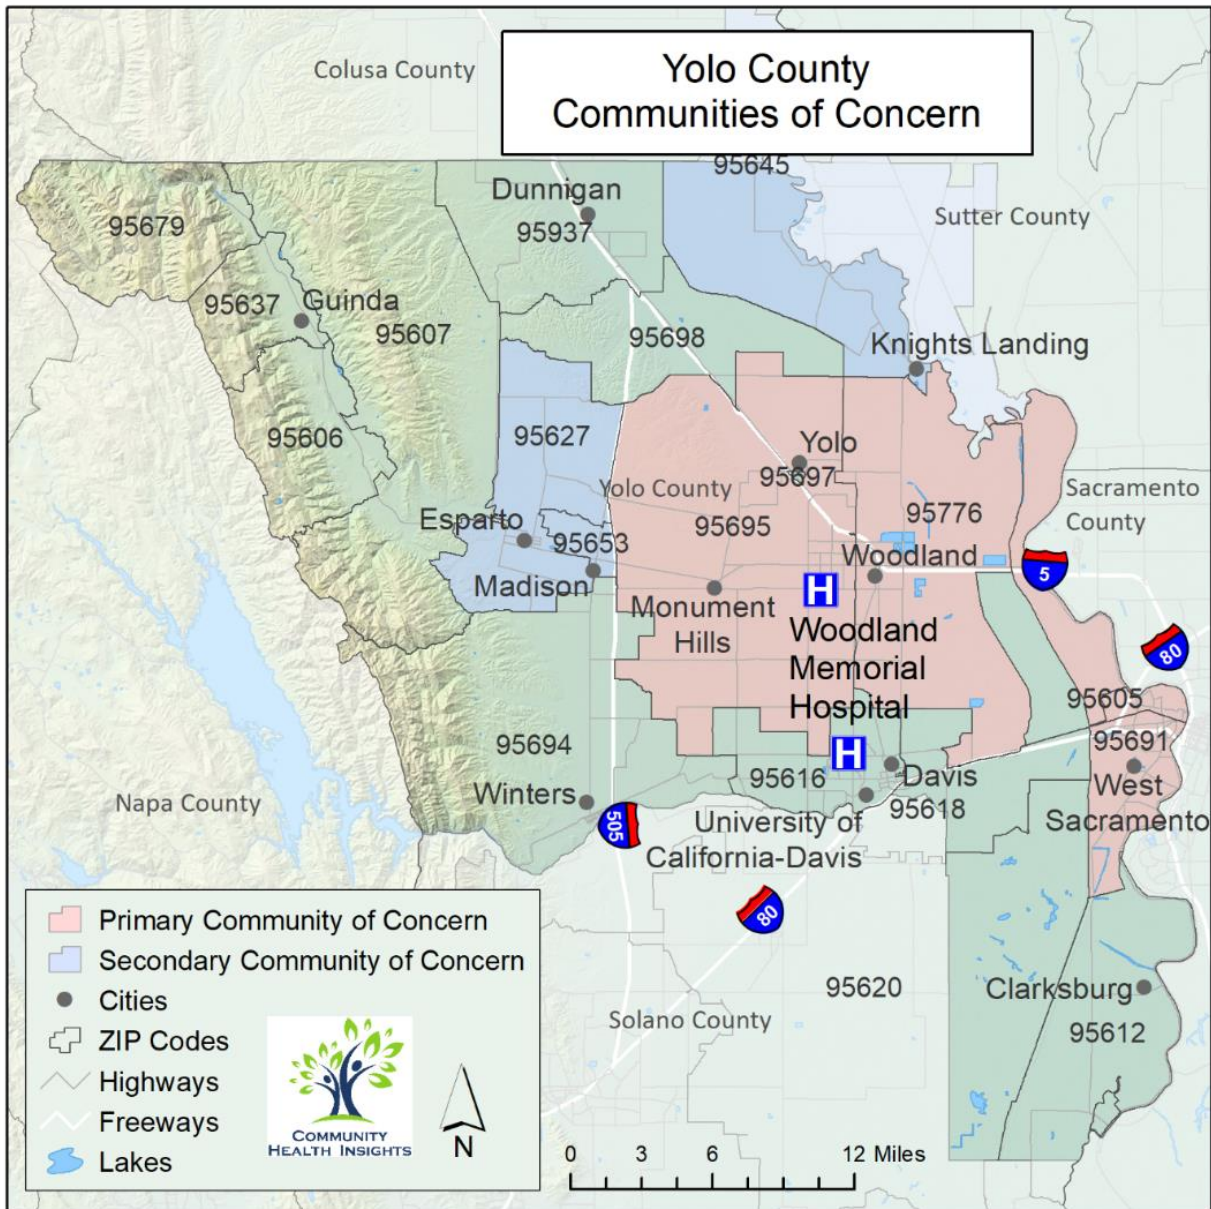 Yolo County
Communities of Concern
Colusa County
95645
Dunnigan
Sutter County
95679
95937
95637
Guinda
95607
95698
Knights Landing
95606
95627
Yolo
95697
Yolo County
Sacramento
County
95695
95776
Esparto
95653
Woodland
5
Madison
H
Monument
Hills
Woodland
Memorial
Hospital
80
95605
95694
H
95691
95616
Davis
West
Sacramento
Winters
95618
Napa County
505
University of
California-Davis
80
95620
Clarksburg
Solano County
95612
Primary Community of Concern
Secondary Community of Concern
Cities
ZIP Codes
Highways
Freeways
Lakes
COMMUNITY
HEALTH INSIGHTS
N
0 3 6 12 Miles